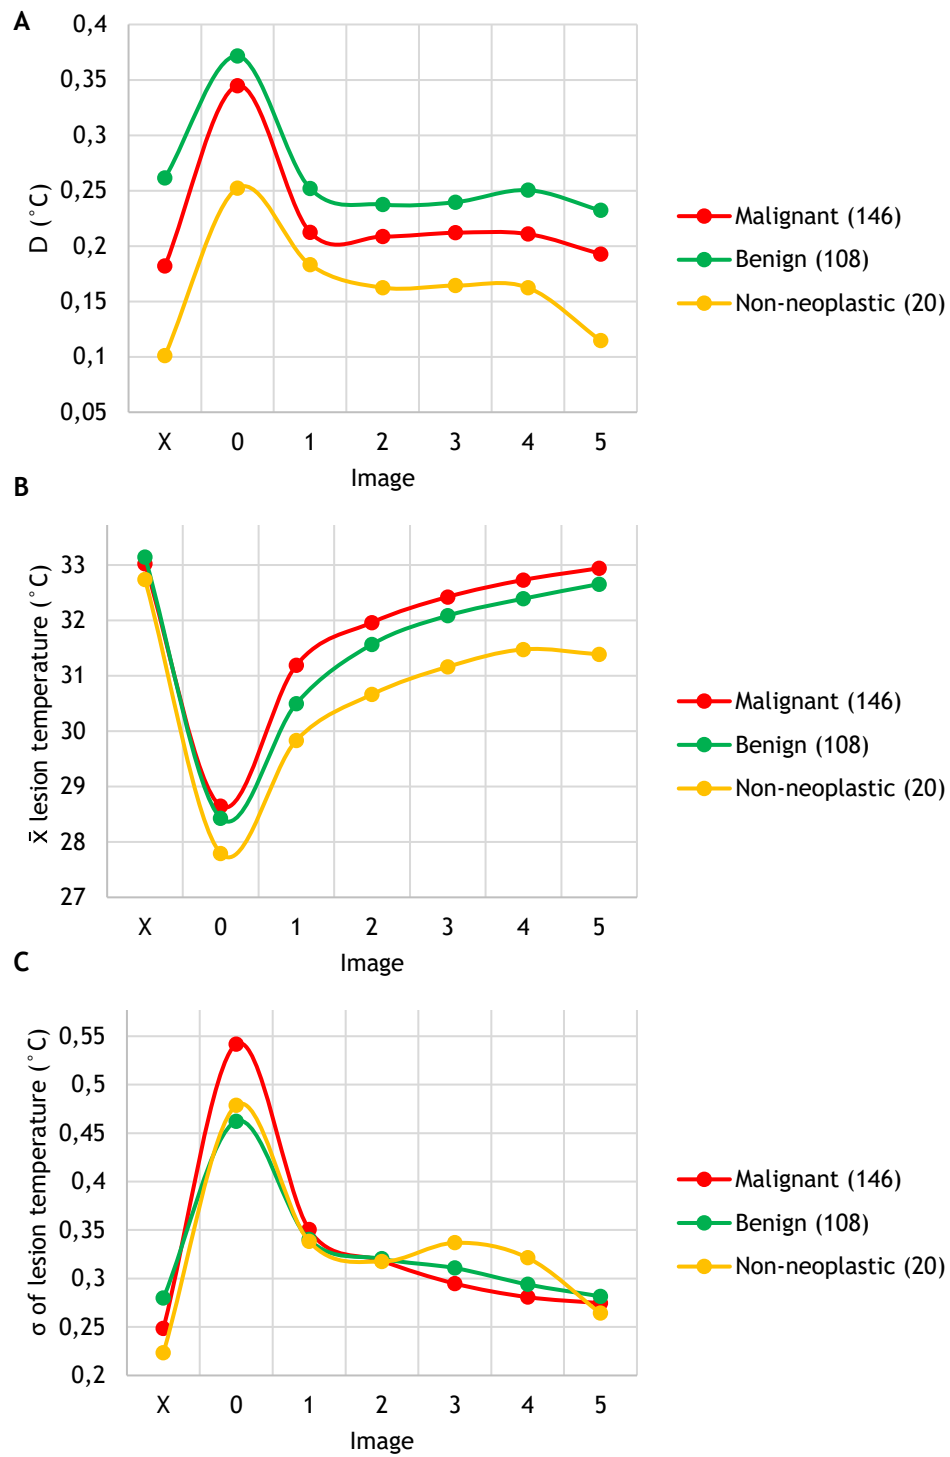 A
0,4
0,35
0,3
0,25
0,2
0,15
0,1
0,05
D (˚C)
X 0 1 2 3 4 5
Image
Malignant (146)
Benign (108)
Non-neoplastic (20)
B
33
32
31
30
29
28
27
x̄ lesion temperature (˚C)
X 0 1 2 3 4 5
Image
Malignant (146)
Benign (108)
Non-neoplastic (20)
C
0,55
0,5
0,45
0,4
0,35
0,3
0,25
0,2
σ of lesion temperature (˚C)
X 0 1 2 3 4 5
Image
Malignant (146)
Benign (108)
Non-neoplastic (20)